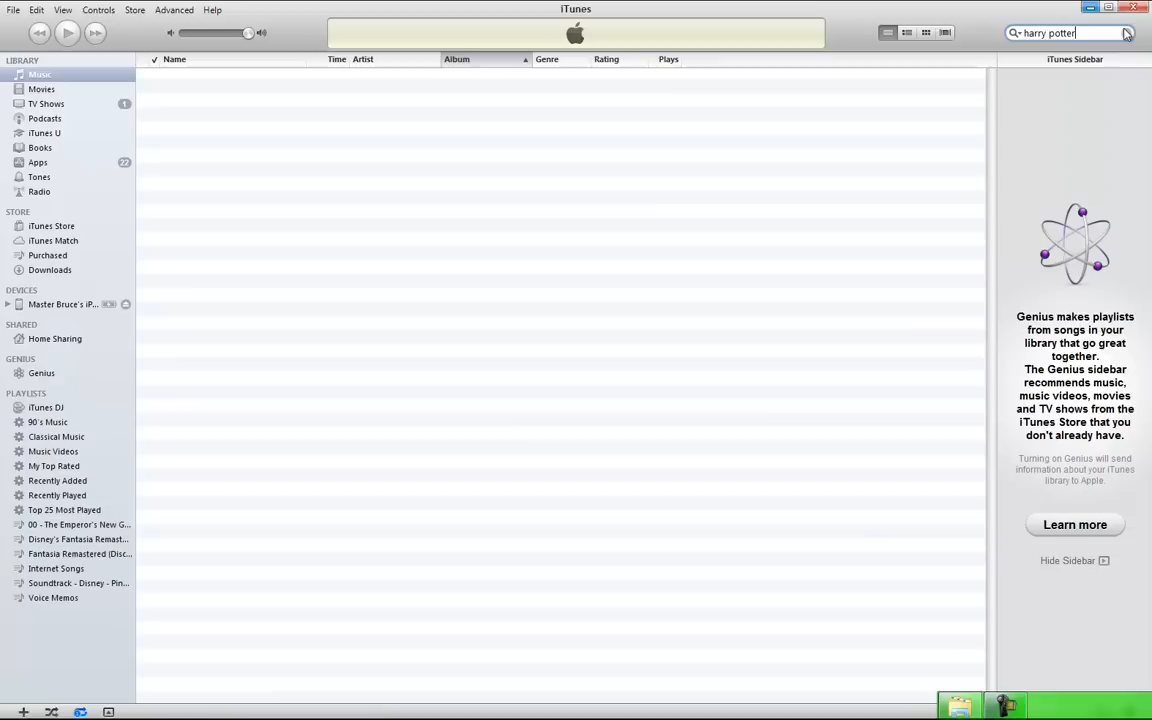 iTunes
File Edit View Controls Store Advanced Help
harry potter
LIBRARY
Music
Movies
TV Shows 1
Podcasts
iTunes U
Books
Apps 22
Tones
Radio
STORE
iTunes Store
iTunes Match
Purchased
Downloads
DEVICES
Master Bruce's iP...
SHARED
Home Sharing
GENIUS
Genius
PLAYLISTS
iTunes DJ
90's Music
Classical Music
Music Videos
My Top Rated
Recently Added
Recently Played
Top 25 Most Played
00 - The Emperor's New G...
Disney's Fantasia Remast...
Fantasia Remastered (Disc...
Internet Songs
Soundtrack - Disney - Pin...
Voice Memos
Name Time Artist Album Genre Rating Plays
iTunes Sidebar
Genius makes playlists
from songs in your
library that go great
together.
The Genius sidebar
recommends music,
music videos, movies
and TV shows from the
iTunes Store that you
don't already have.
Turning on Genius will send
information about your iTunes
library to Apple.
Learn more
Hide Sidebar